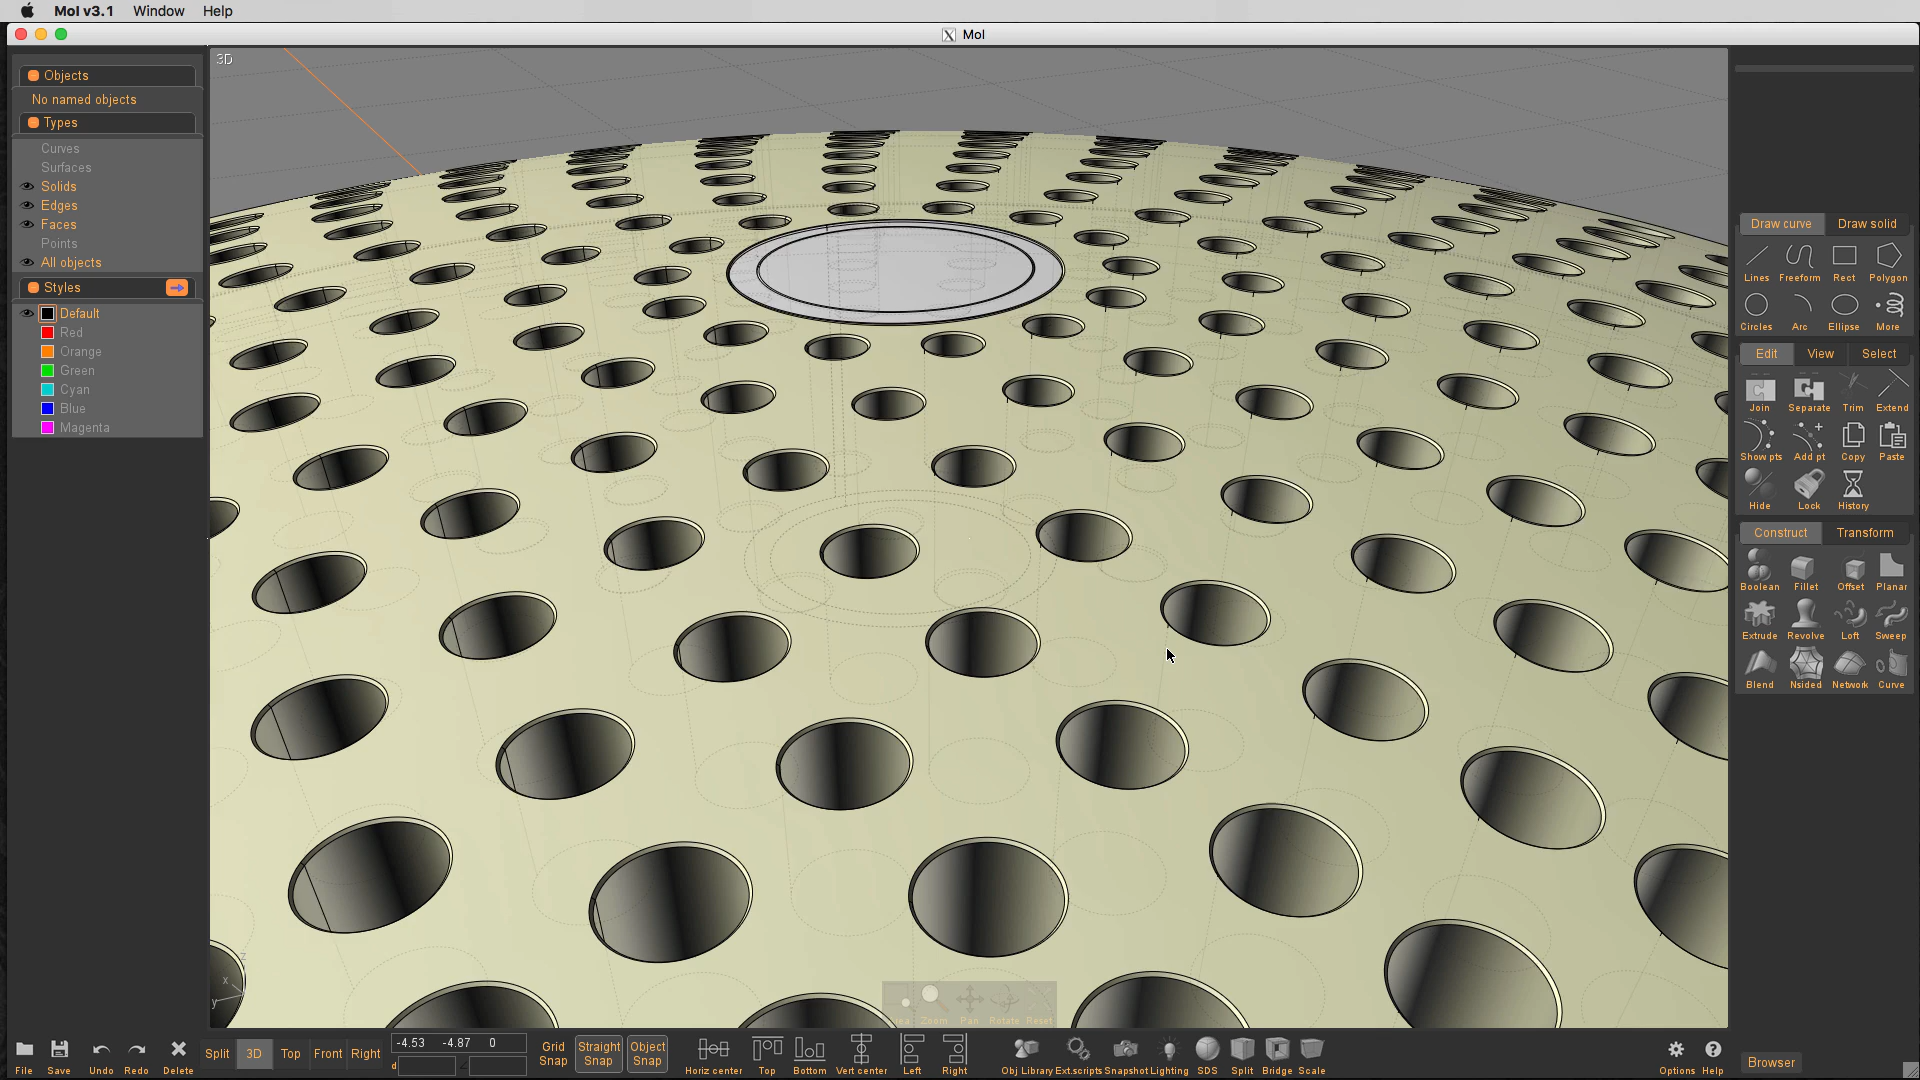 MoI v3.1 Window Help
MoI
3D
Objects
No named objects
Types
Curves
Surfaces
Solids
Edges
Faces
Points
All objects
Styles
Default
Red
Orange
Green
Cyan
Blue
Magenta
Draw curve Draw solid
Lines Freeform Rect Polygon
Circles Arc Ellipse More
Edit View Select
Join Separate Trim Extend
Show pts Add pt Copy Paste
Hide Lock History
Construct Transform
Boolean Fillet Offset Planar
Extrude Revolve Loft Sweep
Blend Nsided Network Curve
z
x
y
Area Zoom Pan Rotate Reset
File Save Undo Redo Delete
Split 3D Top Front Right
-4.53 -4.87 0
d
Grid Snap
Straight Snap
Object Snap
Horiz center Top Bottom Vert center Left Right
Obj Library Ext.scripts Snapshot Lighting SDS Split Bridge Scale
Options Help
Browser